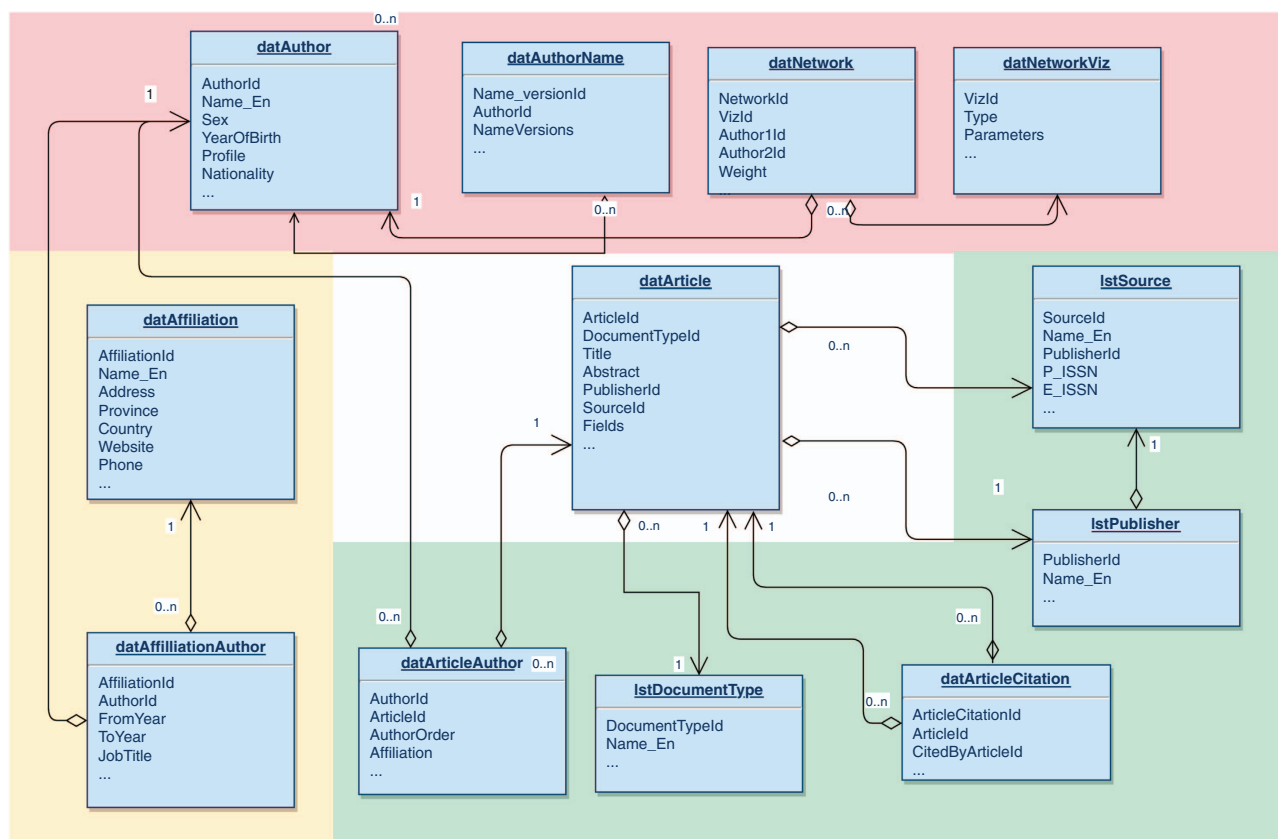 0..n
datAuthor
AuthorId
Name_En
Sex
YearOfBirth
Profile
Nationality
...
datAuthorName
Name_versionId
AuthorId
NameVersions
...
datNetwork
NetworkId
VizId
Author1Id
Author2Id
Weight
...
datNetworkViz
VizId
Type
Parameters
...
1
1
0..n
0..n
datAffiliation
AffiliationId
Name_En
Address
Province
Country
Website
Phone
...
datArticle
ArticleId
DocumentTypeId
Title
Abstract
PublisherId
SourceId
Fields
...
lstSource
SourceId
Name_En
PublisherId
P_ISSN
E_ISSN
...
0..n
1
0..n
1
1
lstPublisher
PublisherId
Name_En
...
1
0..n
0..n
1
1
datAffilliationAuthor
AffiliationId
AuthorId
FromYear
ToYear
JobTitle
...
0..n
datArticleAuthor
0..n
AuthorId
ArticleId
AuthorOrder
Affiliation
...
1
lstDocumentType
DocumentTypeId
Name_En
...
0..n
0..n
datArticleCitation
ArticleCitationId
ArticleId
CitedByArticleId
...